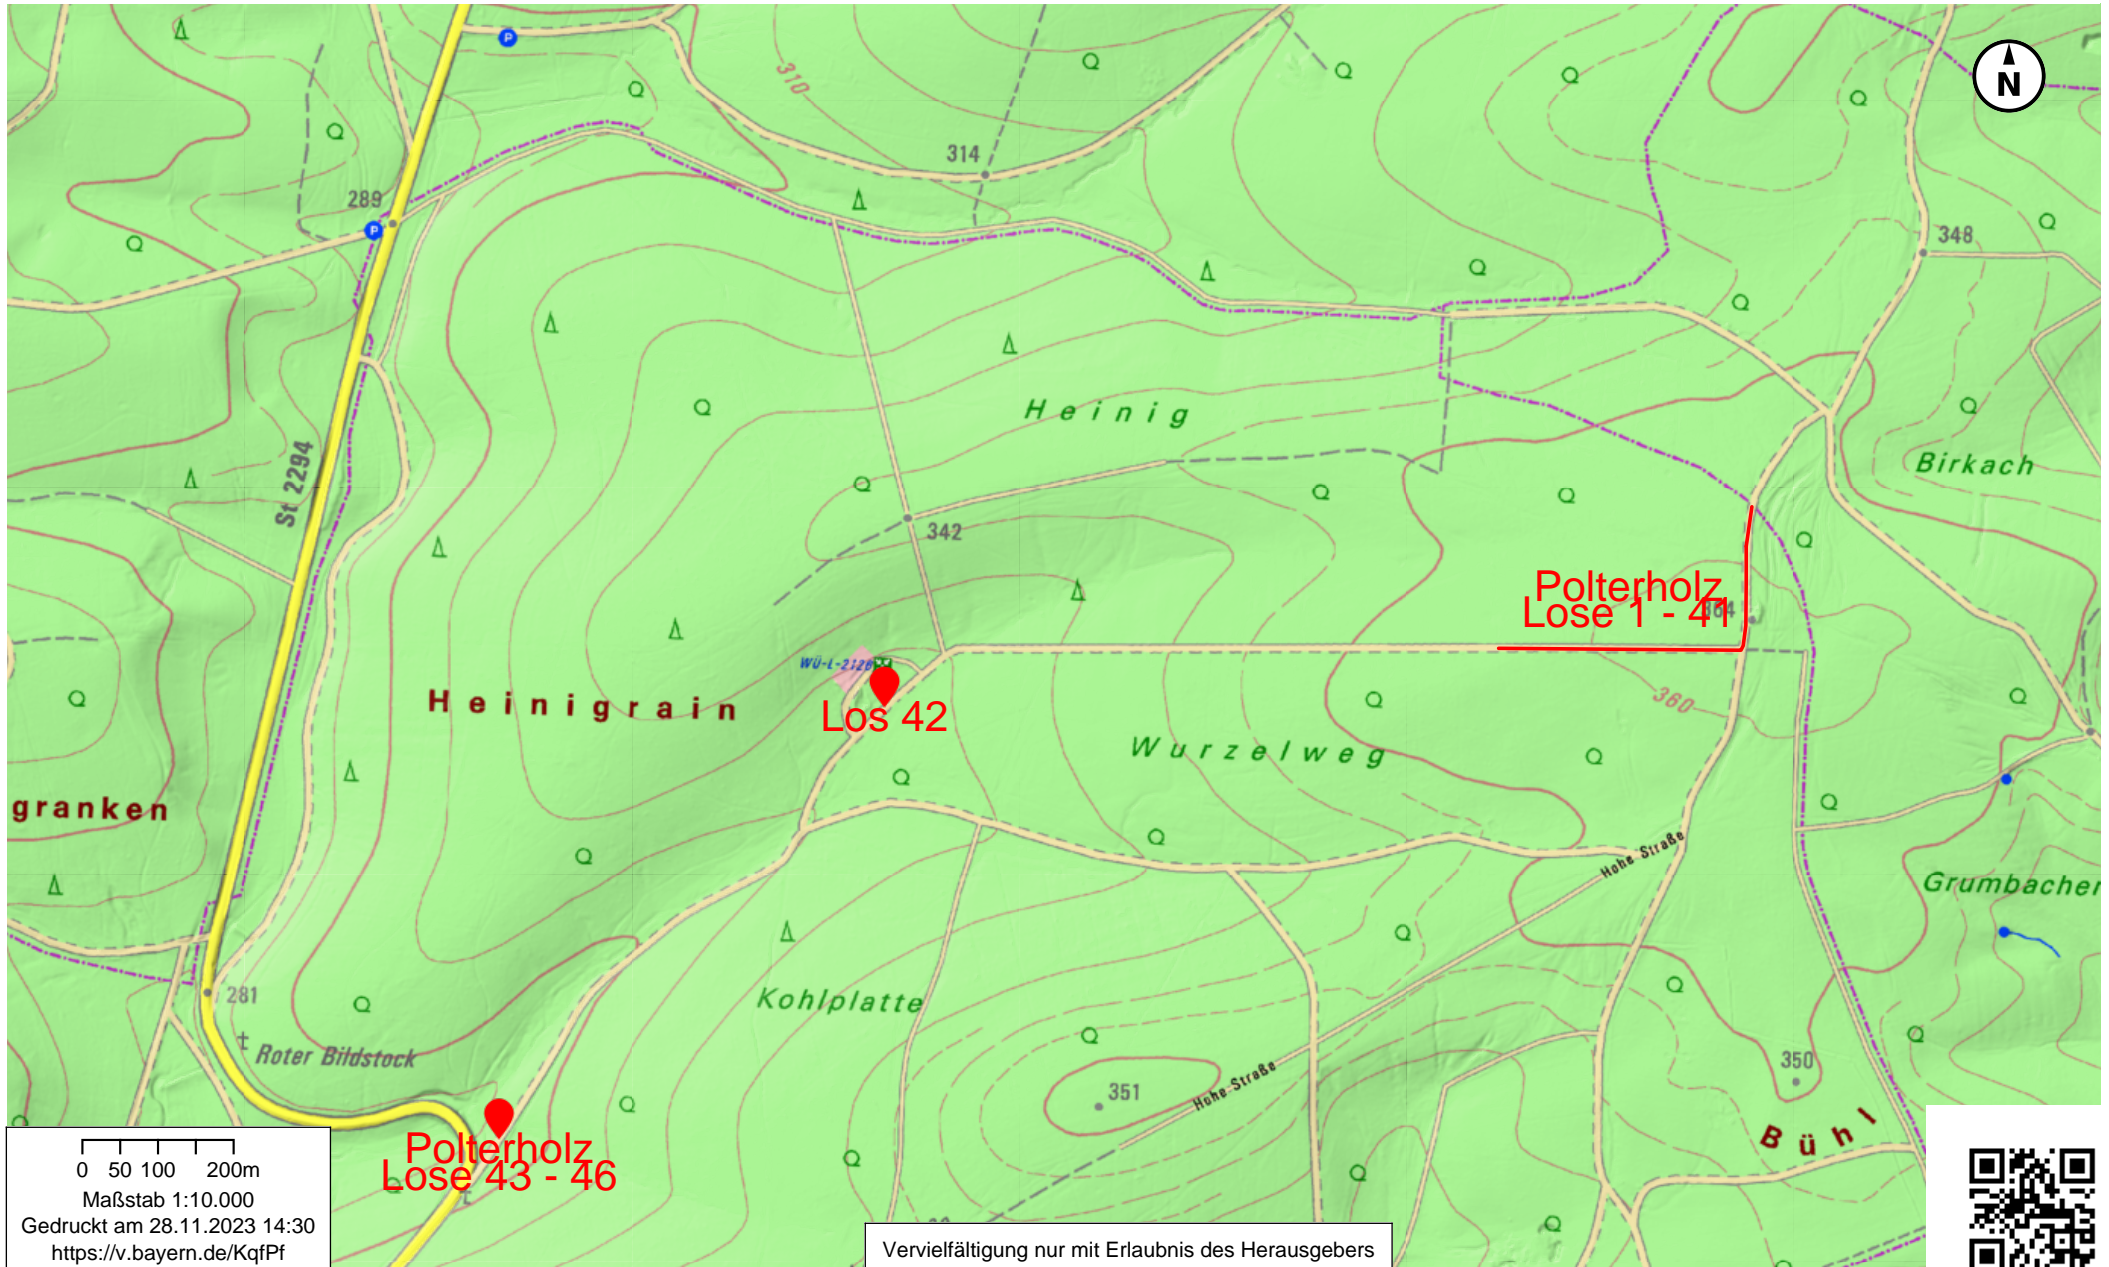 P
310
N
314
289
P
348
Heinig
St 2294
Birkach
342
Polterholz
Lose 1 - 41
WÜ-L-2126
Heinigrain
Los 42
360
Wurzelweg
granken
Hohe Straße
Grumbacher
281
Kohlplatte
Roter Bildstock
350
351
Hohe Straße
Bühl
Polterholz
Lose 43 - 46
0 50 100 200m
Maßstab 1:10.000
Gedruckt am 28.11.2023 14:30
https://v.bayern.de/KqfPf
Vervielfältigung nur mit Erlaubnis des Herausgebers